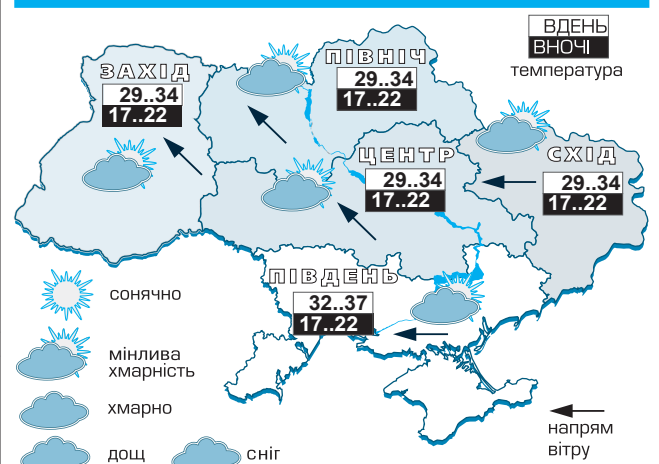 ВДЕНЬ
ВНОЧІ
температура
ПІВНІЧ
29..34
17..22
ЗАХІД
29..34
17..22
ЦЕНТР
29..34
17..22
СХІД
29..34
17..22
ПІВДЕНЬ
32..37
17..22
сонячно
мінлива
хмарність
хмарно
дощ
сніг
напрям
вітру